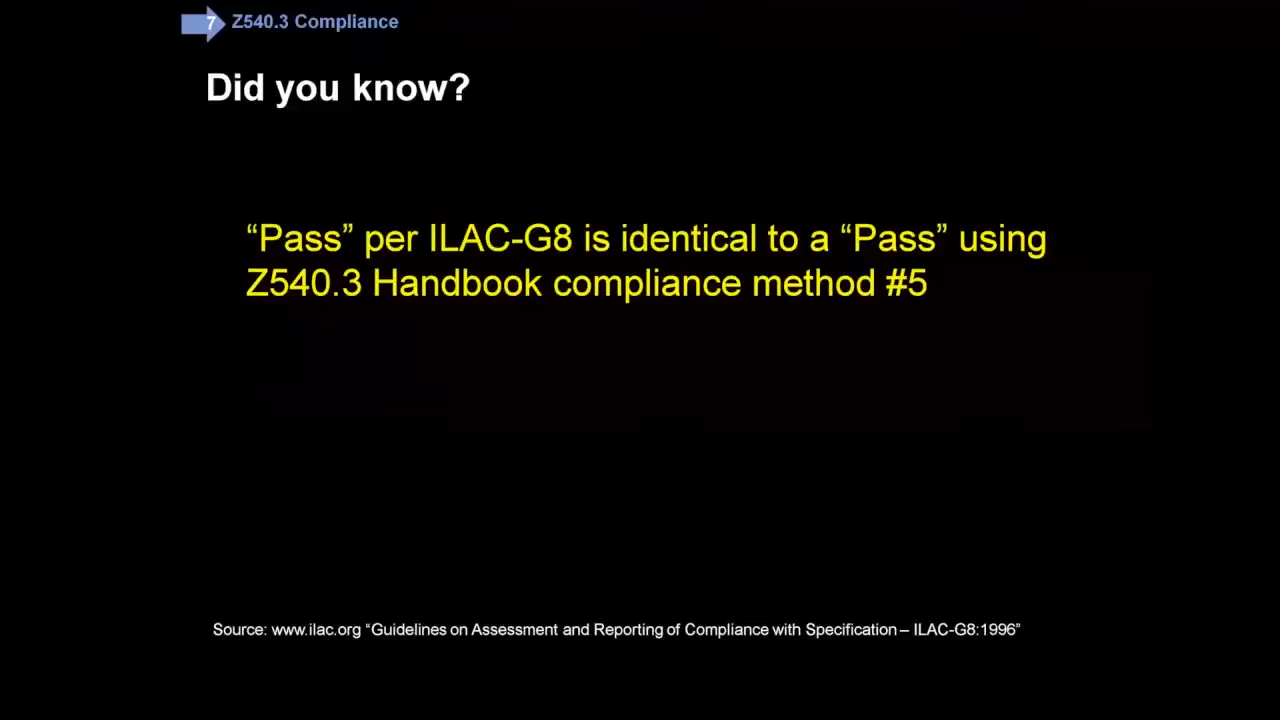 7 Z540.3 Compliance
Did you know?
“Pass” per ILAC-G8 is identical to a “Pass” using
Z540.3 Handbook compliance method #5
Source: www.ilac.org “Guidelines on Assessment and Reporting of Compliance with Specification – ILAC-G8:1996”